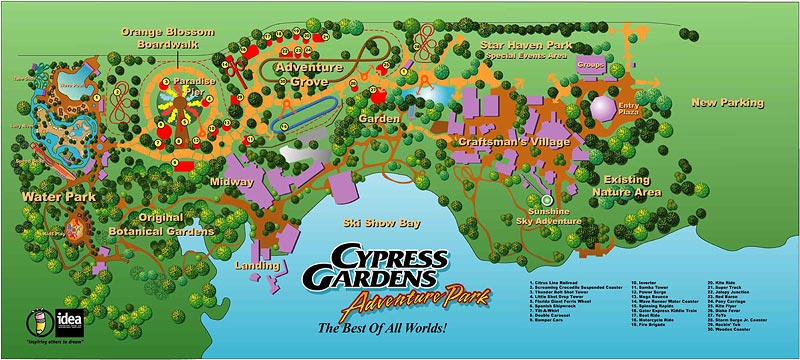 Orange Blossom
Boardwalk
Star Haven Park
Special Events Area
Adventure
Grove
Paradise
Pier
Groups
Entry
Plaza
New Parking
Garden
Craftsman's Village
Existing
Nature Area
Midway
Water Park
Kids Play
Original
Botanical Gardens
Sunshine
Sky Adventure
Ski Show Bay
Landing
CYPRESS
GARDENS
Adventure Park
The Best Of All Worlds!
idea
"Inspiring others to dream"
1. Citrus Line Railroad
2. Screaming Crocodile Suspended Coaster
3. Thunder Bolt Shot Tower
4. Little Shot Drop Tower
5. Florida Giant Ferris Wheel
6. Spanish Shipwreck
7. Tilt-A-Whirl
8. Double Carousel
9. Bumper Cars
10. Inverter
11. Samba Tower
12. Power Surge
13. Mega Bounce
14. Wave Runner Water Coaster
15. Spinning Rapids
16. Gator Express Kiddie Train
17. Boat Ride
18. Motorcycle Ride
19. Fire Brigade
20. Kite Ride
21. Super Truck
22. Jalopy Junction
23. Red Baron
24. Pony Carriage
25. Kite Flyer
26. Disko Fever
27. YoYo
28. Storm Surge Jr. Coaster
29. Rockin' Tok
30. Wooden Coaster